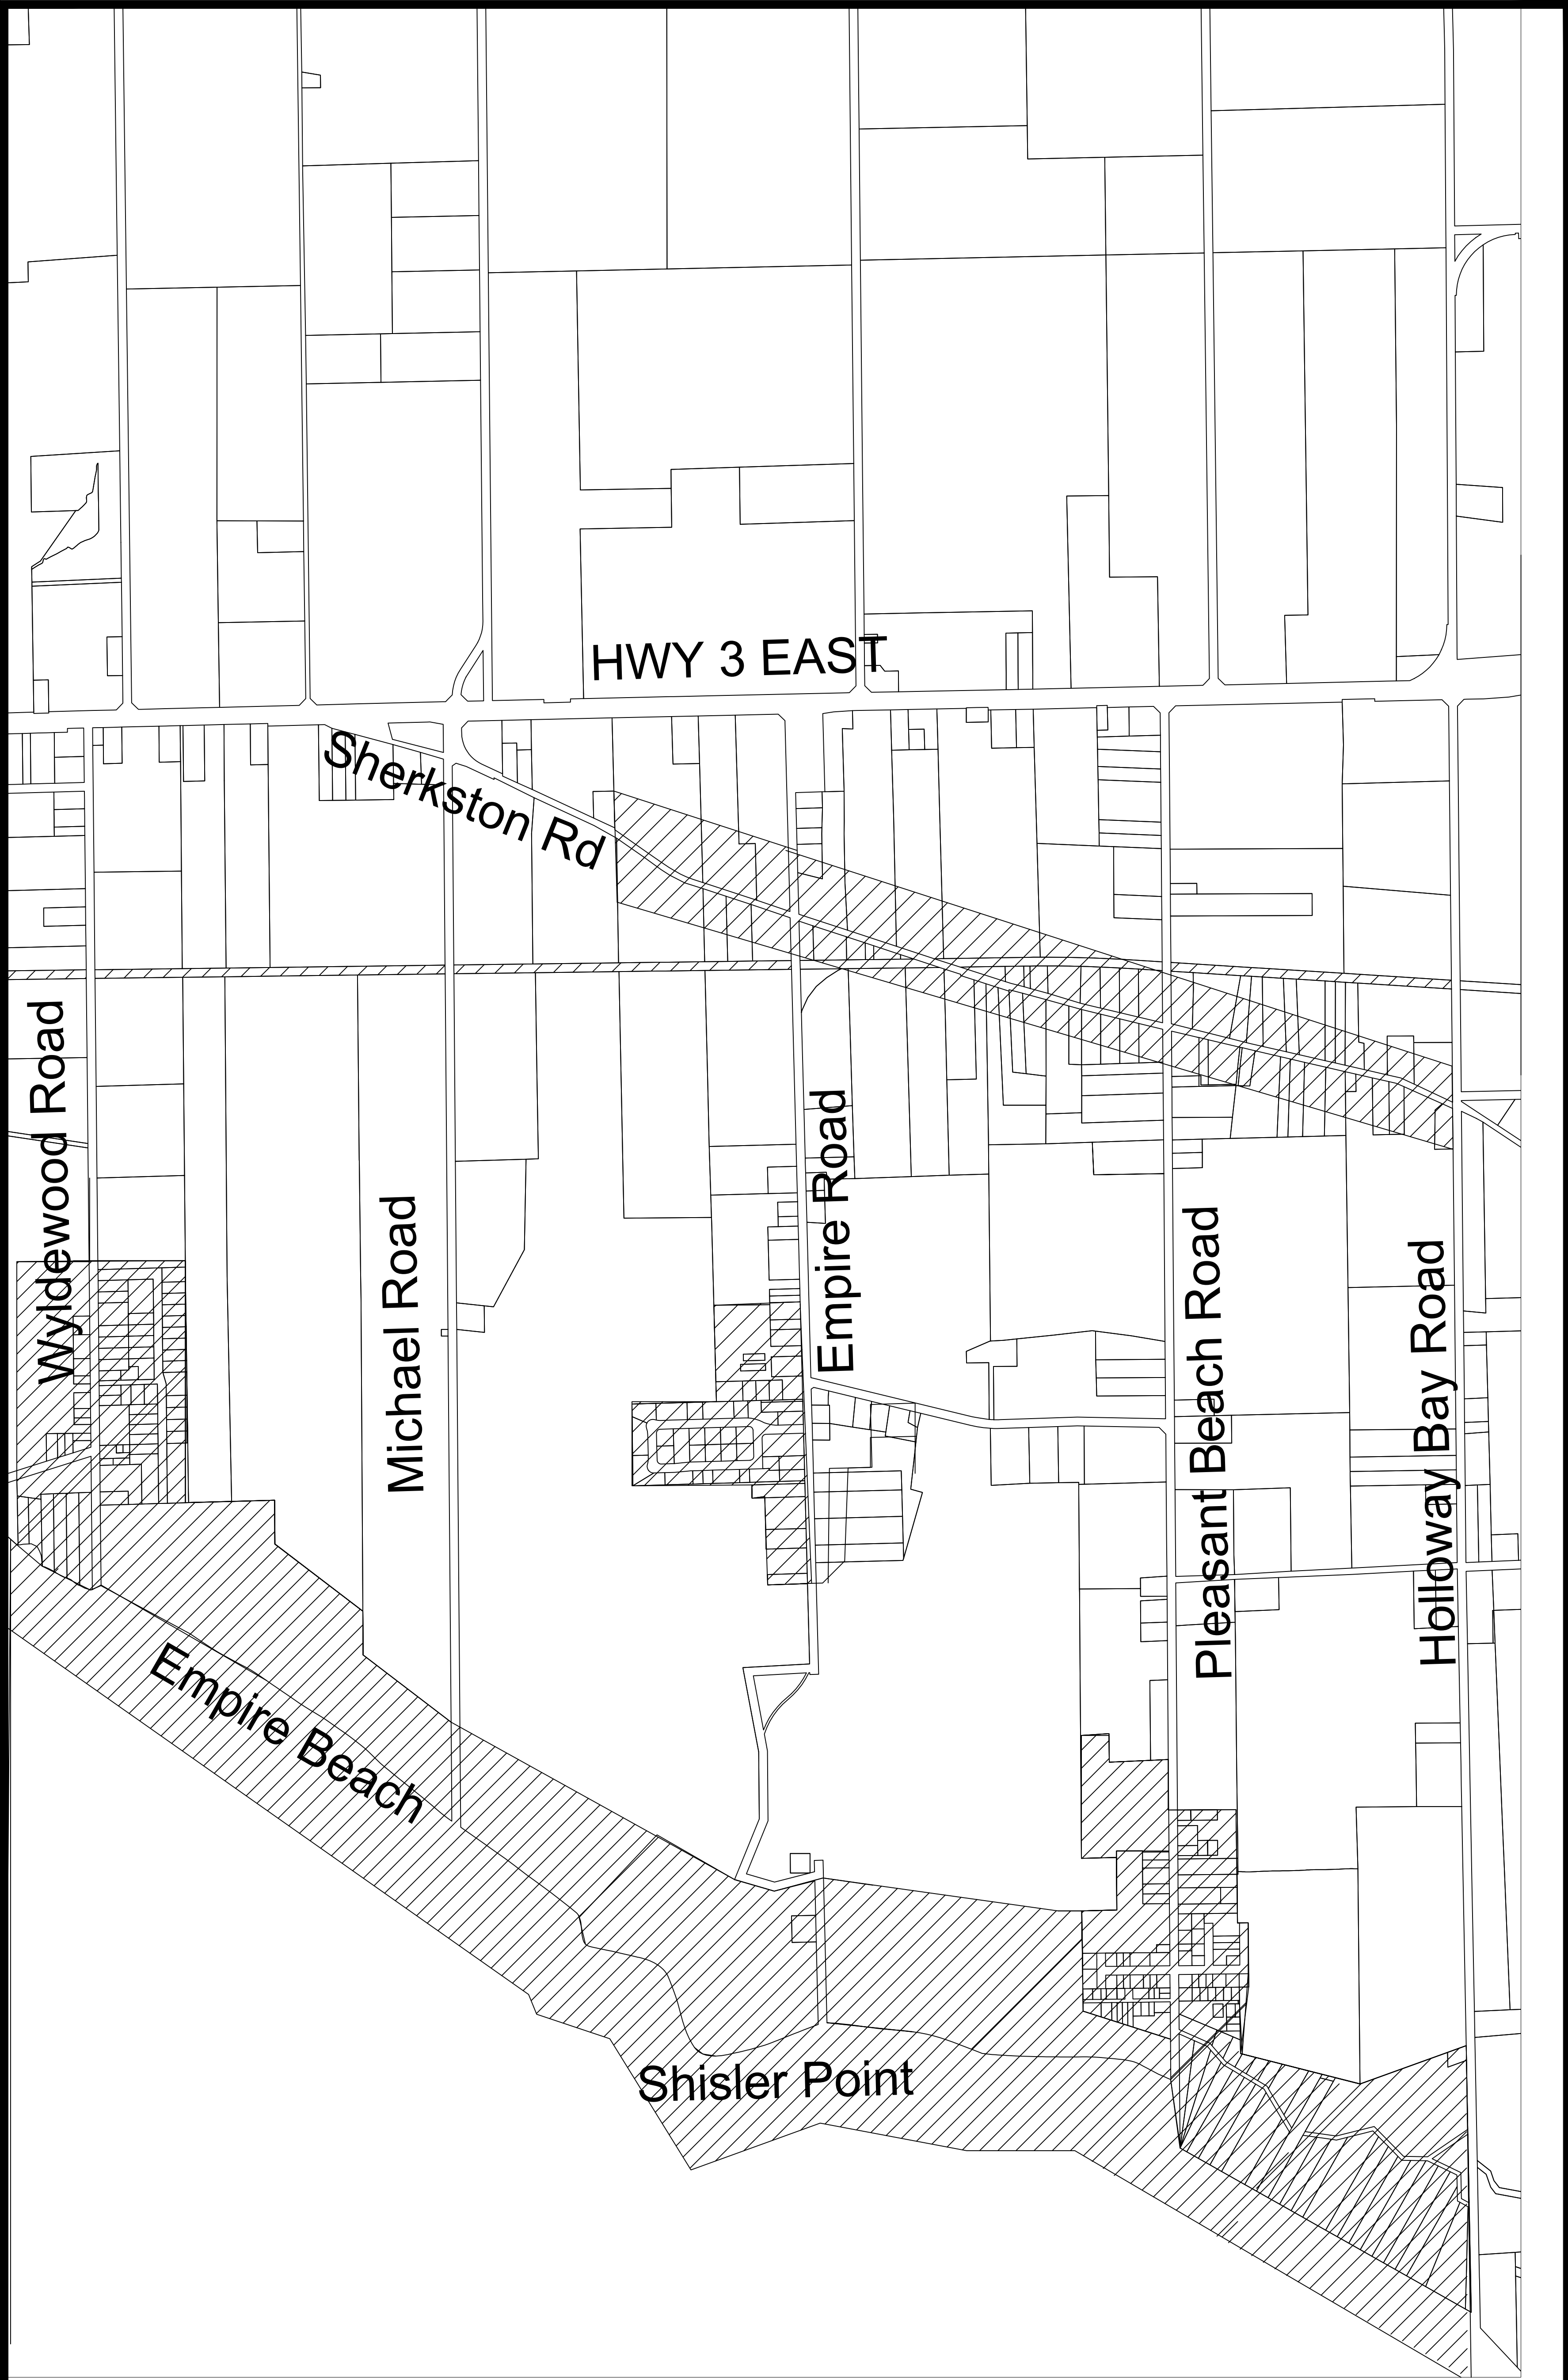 HWY 3 EAST
Sherkston Rd
Wyldewood Road
Michael Road
Empire Road
Pleasant Beach Road
Holloway Bay Road
Empire Beach
Shisler Point